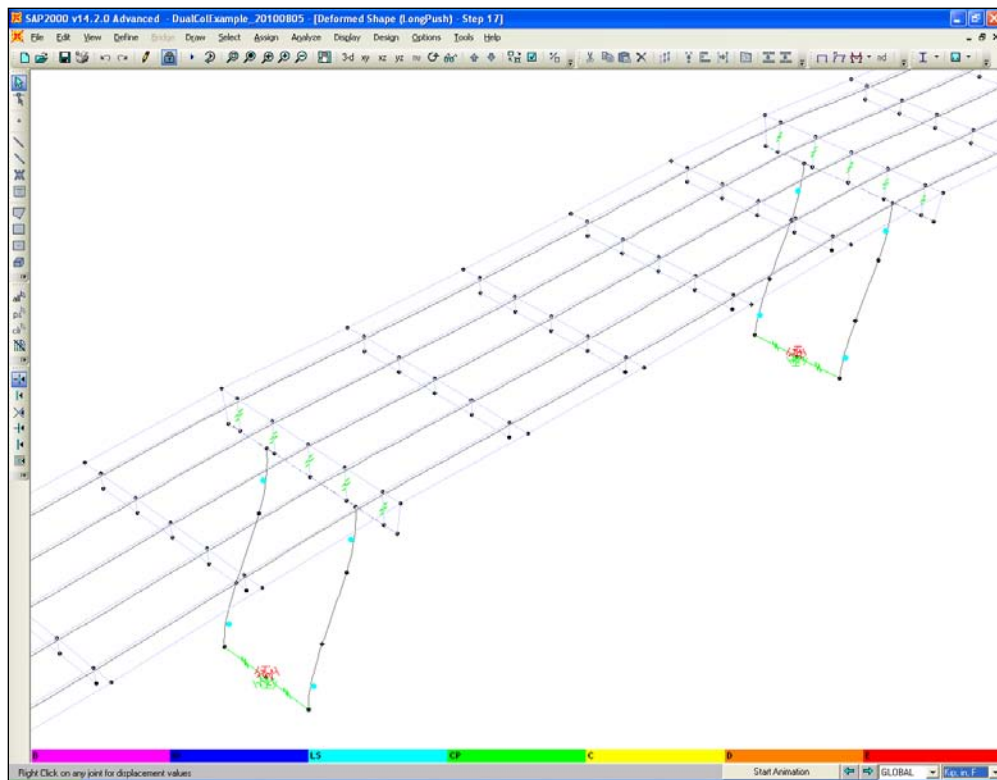 SAP2000 v14.2.0 Advanced - DualColExample_20100805 - [Deformed Shape (LongPush) - Step 17]
File Edit View Define Bridge Draw Select Assign Analyze Display Design Options Tools Help
3-d xy xz yz nv nd
B LS CP C D E
Right Click on any joint for displacement values Start Animation GLOBAL Kip, in, F